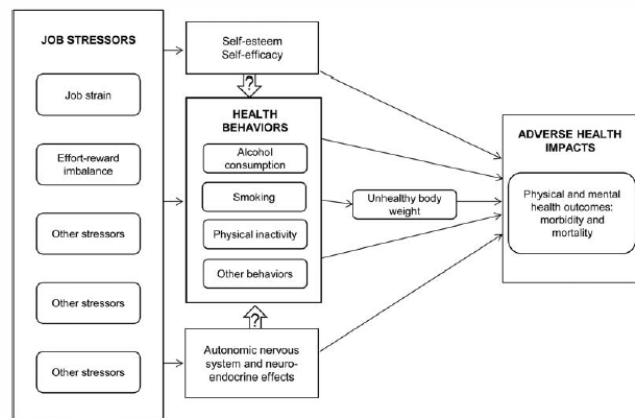 JOB STRESSORS
Job strain
Effort-reward
imbalance
Other stressors
Other stressors
Other stressors
Self-esteem
Self-efficacy
?
HEALTH
BEHAVIORS
Alcohol
consumption
Smoking
Physical inactivity
Other behaviors
?
Autonomic nervous
system and neuro-
endocrine effects
Unhealthy body
weight
ADVERSE HEALTH
IMPACTS
Physical and mental
health outcomes:
morbidity and
mortality